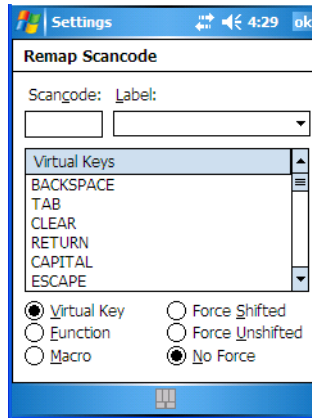 Settings 4:29 ok
Remap Scancode
Scancode: Label:
Virtual Keys
BACKSPACE
TAB
CLEAR
RETURN
CAPITAL
ESCAPE
Virtual Key Force Shifted
Function Force Unshifted
Macro No Force